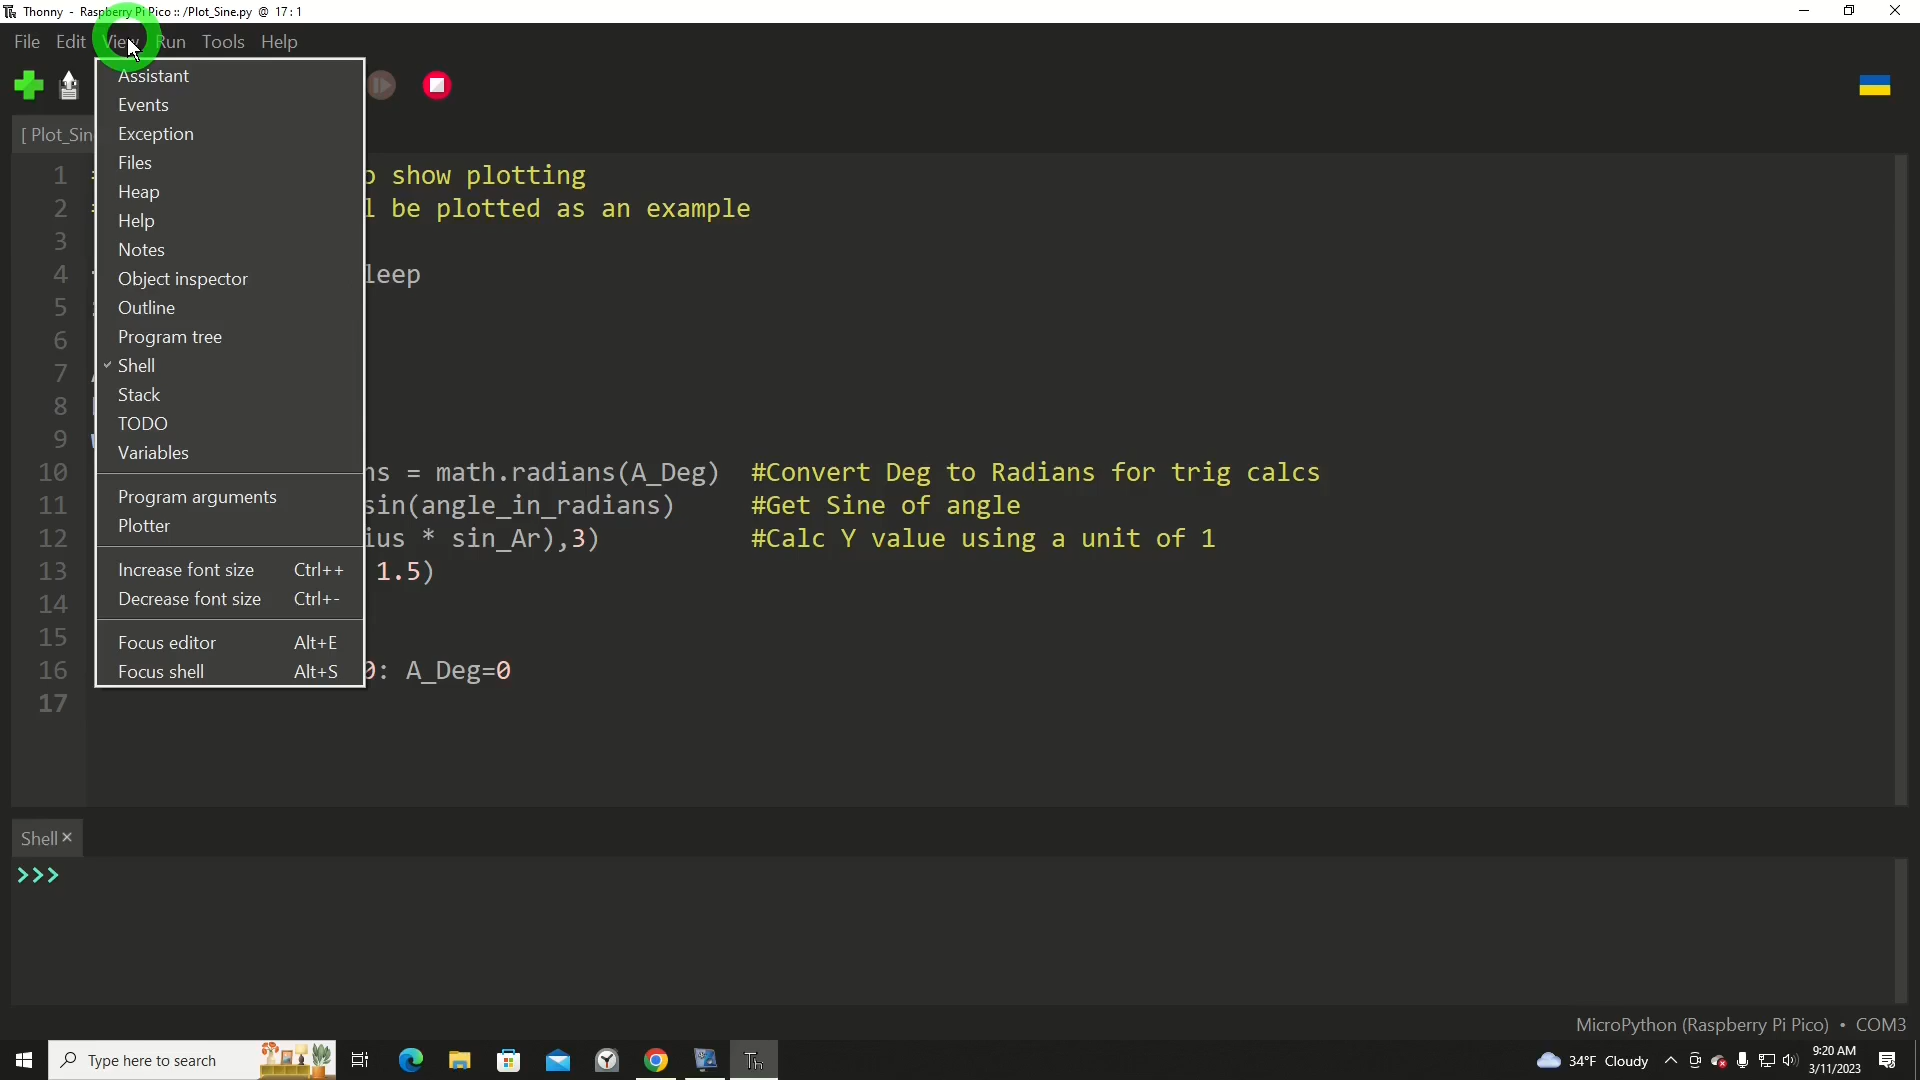 Thonny - Raspberry Pi Pico :: /Plot_Sine.py @ 17:1
File Edit View Run Tools Help
[ Plot_Sin
Assistant
Events
Exception
Files
Heap
Help
Notes
Object inspector
Outline
Program tree
Shell
Stack
TODO
Variables
Program arguments
Plotter
Increase font size Ctrl++
Decrease font size Ctrl+-
Focus editor Alt+E
Focus shell Alt+S
1 show plotting
2 be plotted as an example
3
4 leep
5
6
7
8
9
10 ns = math.radians(A_Deg) #Convert Deg to Radians for trig calcs
11 sin(angle_in_radians) #Get Sine of angle
12 ius * sin_Ar),3) #Calc Y value using a unit of 1
13 1.5)
14
15
16 0: A_Deg=0
17
Shell ×
>>>
MicroPython (Raspberry Pi Pico) • COM3
Type here to search
Th
34°F Cloudy
9:20 AM
3/11/2023